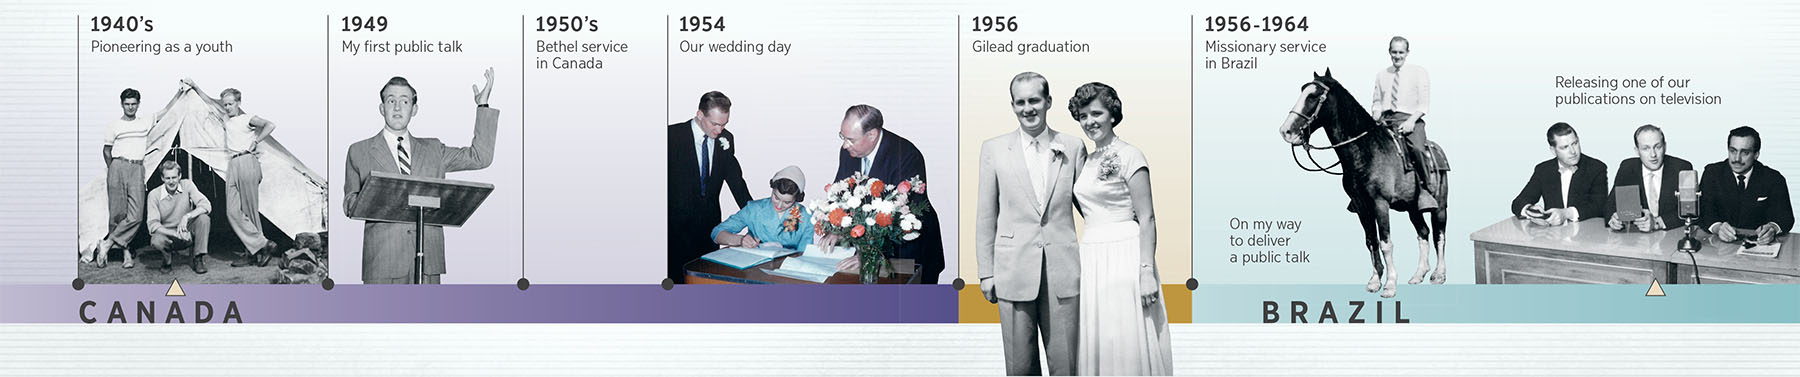 1940’s
Pioneering as a youth
1949
My first public talk
1950’s
Bethel service
in Canada
1954
Our wedding day
1956
Gilead graduation
1956-1964
Missionary service
in Brazil
On my way
to deliver
a public talk
Releasing one of our
publications on television
CANADA
BRAZIL